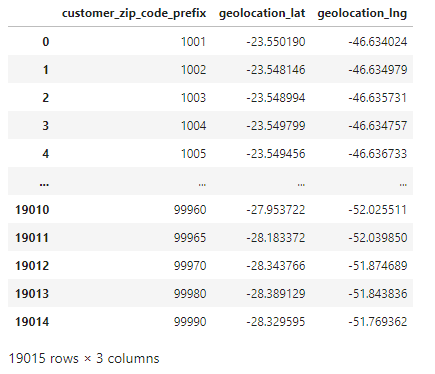 customer_zip_code_prefix geolocation_lat geolocation_lng
0 1001 -23.550190 -46.634024
1 1002 -23.548146 -46.634979
2 1003 -23.548994 -46.635731
3 1004 -23.549799 -46.634757
4 1005 -23.549456 -46.636733
... ... ... ...
19010 99960 -27.953722 -52.025511
19011 99965 -28.183372 -52.039850
19012 99970 -28.343766 -51.874689
19013 99980 -28.389129 -51.843836
19014 99990 -28.329595 -51.769362
19015 rows × 3 columns